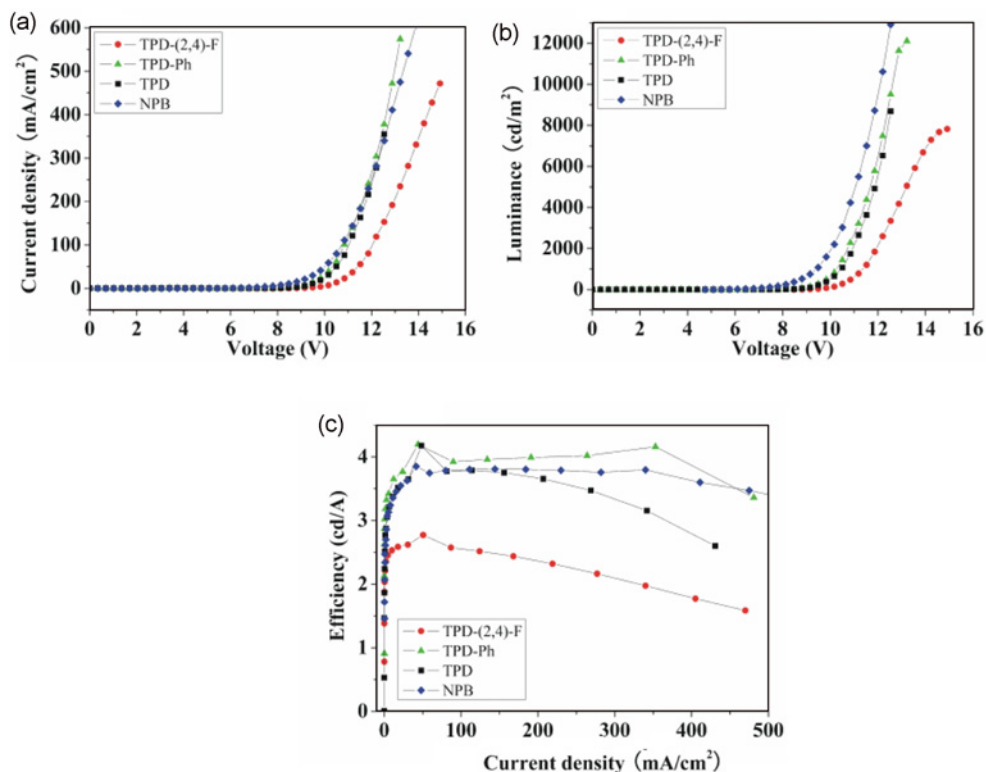 (a)
600
500
400
300
200
100
0
Current density (mA/cm²)
TPD-(2,4)-F
TPD-Ph
TPD
NPB
0 2 4 6 8 10 12 14 16
Voltage (V)
(b)
12000
10000
8000
6000
4000
2000
0
Luminance (cd/m²)
TPD-(2,4)-F
TPD-Ph
TPD
NPB
0 2 4 6 8 10 12 14 16
Voltage (V)
(c)
4
3
2
1
0
Efficiency (cd/A)
TPD-(2,4)-F
TPD-Ph
TPD
NPB
0 100 200 300 400 500
Current density (mA/cm²)